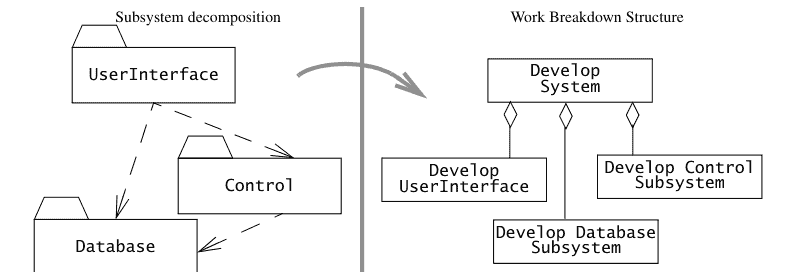 Subsystem decomposition
UserInterface
Control
Database
Work Breakdown Structure
Develop
System
Develop
UserInterface
Develop Control
Subsystem
Develop Database
Subsystem